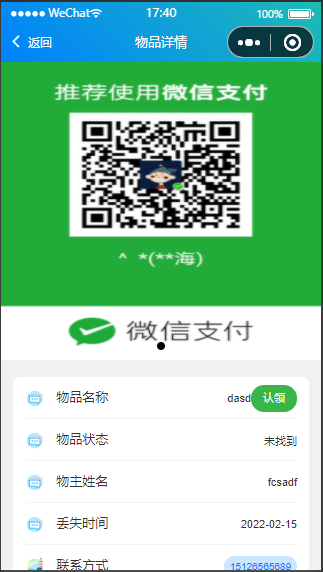 WeChat 17:40 100%
返回 物品详情
推荐使用微信支付
^ *(**海)
微信支付
物品名称 dasd 认领
物品状态 未找到
物主姓名 fcsadf
丢失时间 2022-02-15
联系方式 15126565689